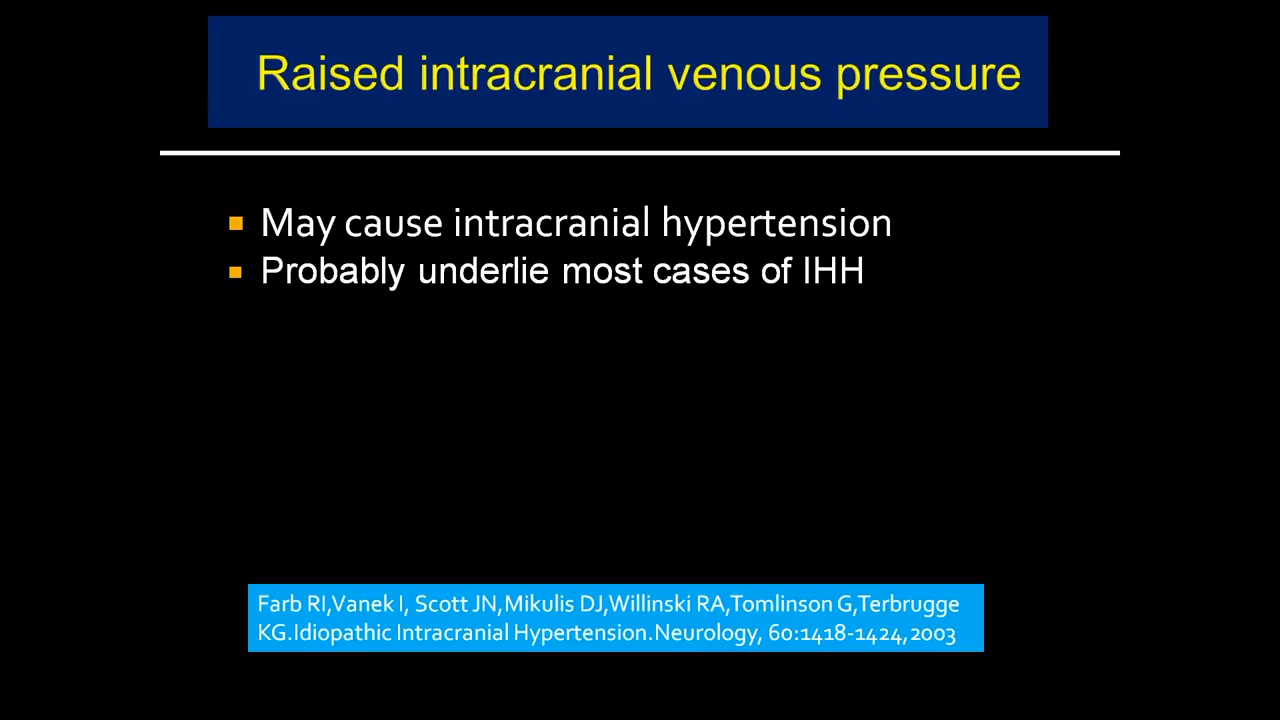 Raised intracranial venous pressure
May cause intracranial hypertension
Probably underlie most cases of IHH
Farb RI,Vanek I, Scott JN,Mikulis DJ,Willinski RA,Tomlinson G,Terbrugge
KG.Idiopathic Intracranial Hypertension.Neurology, 60:1418-1424,2003